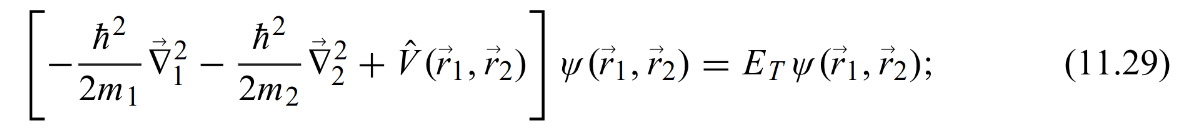 [−ℏ²/2m₁ ∇⃗₁² − ℏ²/2m₂ ∇⃗₂² + V̂(r⃗₁, r⃗₂)] ψ(r⃗₁, r⃗₂) = E_T ψ(r⃗₁, r⃗₂); (11.29)